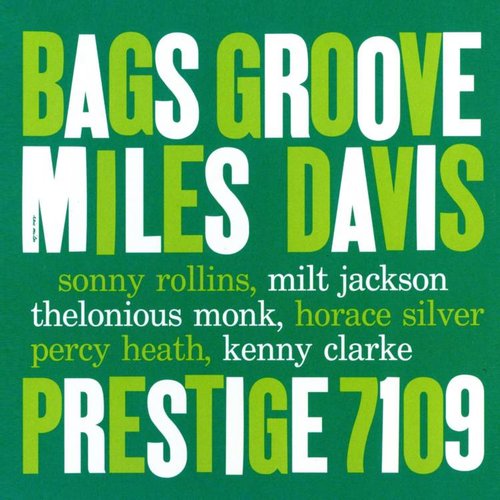 BAGS GROOVE
MILES DAVIS
sonny rollins, milt jackson
thelonious monk, horace silver
percy heath, kenny clarke
PRESTIGE 7109